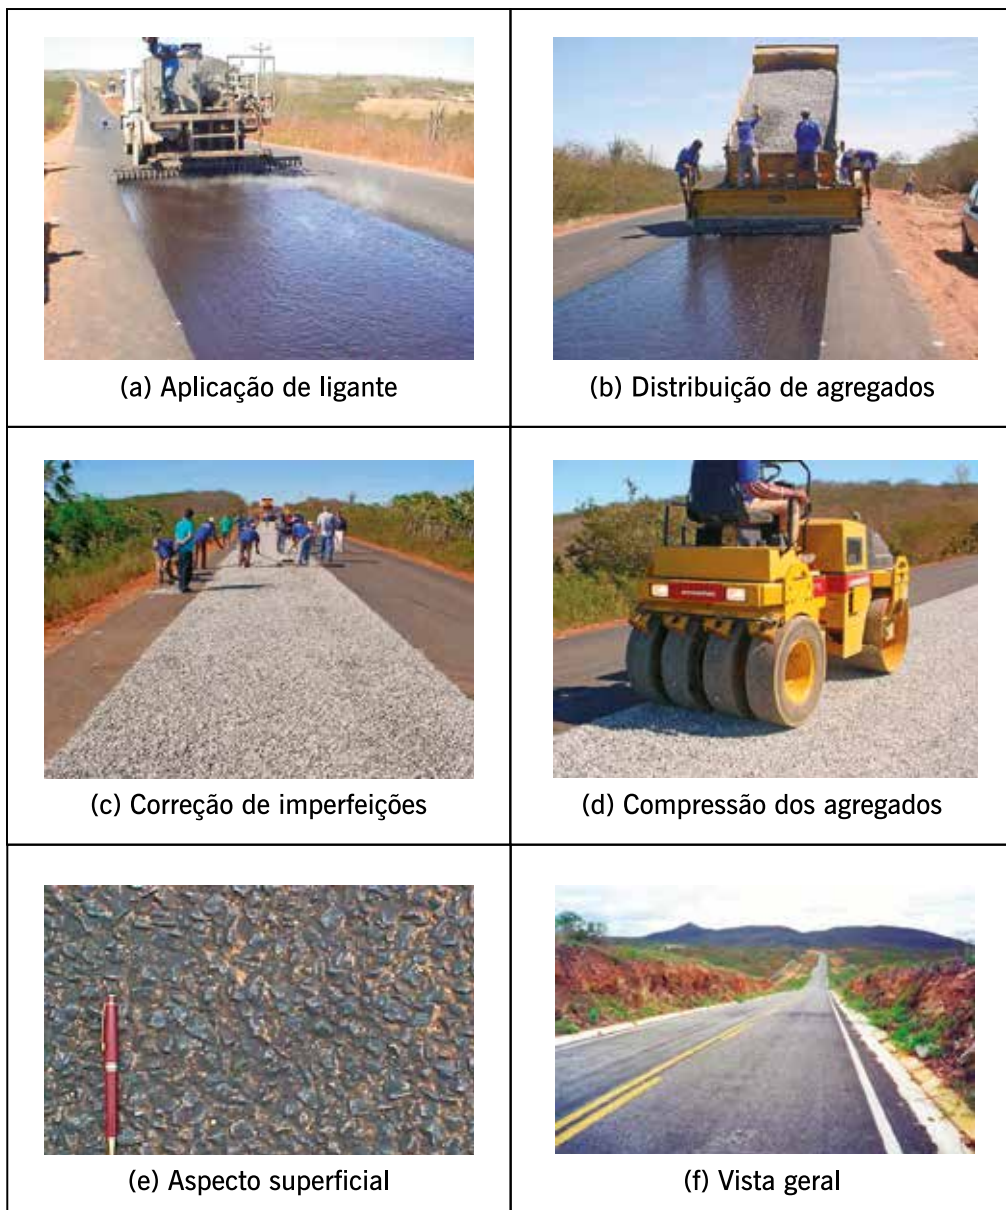 (a) Aplicação de ligante
(b) Distribuição de agregados
(c) Correção de imperfeições
(d) Compressão dos agregados
(e) Aspecto superficial
(f) Vista geral